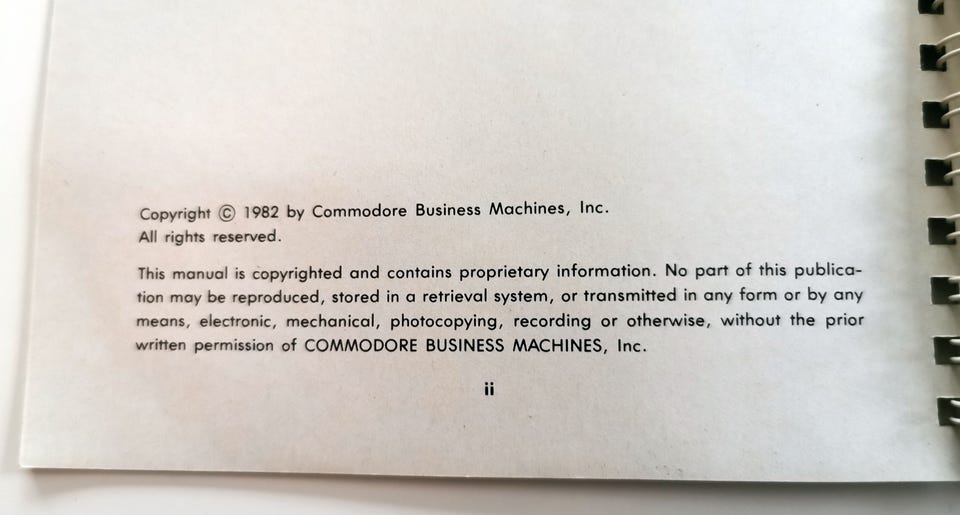 Copyright © 1982 by Commodore Business Machines, Inc.
All rights reserved.
This manual is copyrighted and contains proprietary information. No part of this publica-
tion may be reproduced, stored in a retrieval system, or transmitted in any form or by any
means, electronic, mechanical, photocopying, recording or otherwise, without the prior
written permission of COMMODORE BUSINESS MACHINES, Inc.
ii